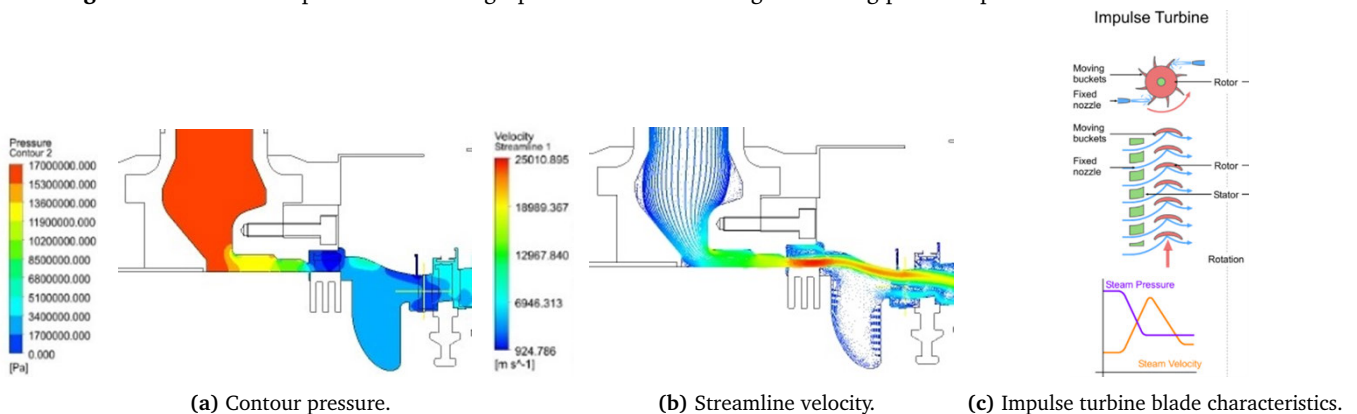 Pressure
Contour 2
17000000.000
15300000.000
13600000.000
11900000.000
10200000.000
8500000.000
6800000.000
5100000.000
3400000.000
1700000.000
0.000
[Pa]
(a) Contour pressure.
Velocity
Streamline 1
25010.895
18989.367
12967.840
6946.313
924.786
[m s^-1]
(b) Streamline velocity.
Impulse Turbine
Moving
buckets
Fixed
nozzle
Rotor
Moving
buckets
Fixed
nozzle
Rotor
Stator
Rotation
Steam Pressure
Steam Velocity
(c) Impulse turbine blade characteristics.